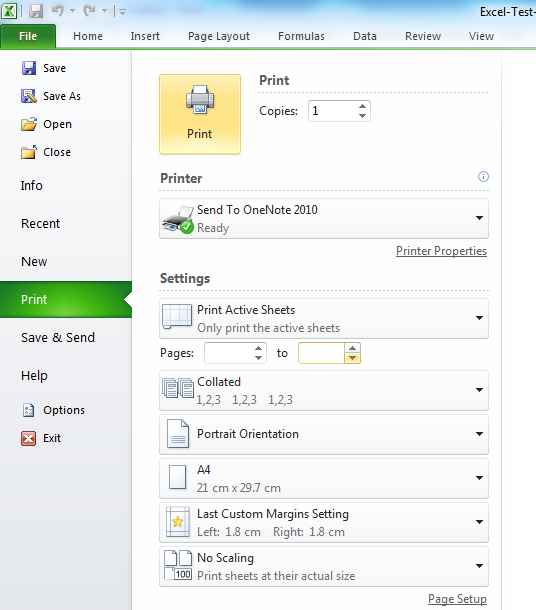 Excel-Test-
File Home Insert Page Layout Formulas Data Review View
Save
Save As
Open
Close
Info
Recent
New
Print
Save & Send
Help
Options
Exit
Print
Print
Copies: 1
Printer
Send To OneNote 2010
Ready
Printer Properties
Settings
Print Active Sheets
Only print the active sheets
Pages: to
Collated
1,2,3 1,2,3 1,2,3
Portrait Orientation
A4
21 cm x 29.7 cm
Last Custom Margins Setting
Left: 1.8 cm Right: 1.8 cm
No Scaling
100
Print sheets at their actual size
Page Setup